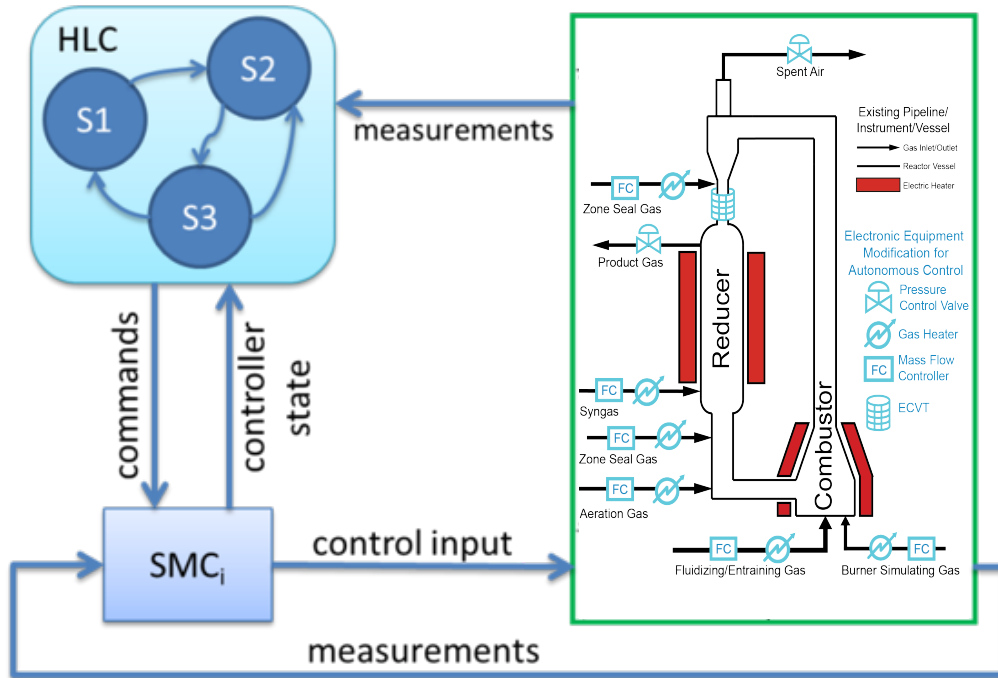 HLC
S1
S2
S3
measurements
commands
controller
state
SMCi
control input
measurements
Spent Air
FC
Zone Seal Gas
Product Gas
Reducer
FC
Syngas
FC
Zone Seal Gas
FC
Aeration Gas
Combustor
FC
Fluidizing/Entraining Gas
FC
Burner Simulating Gas
Existing Pipeline/
Instrument/Vessel
Gas Inlet/Outlet
Reactor Vessel
Electric Heater
Electronic Equipment
Modification for
Autonomous Control
Pressure
Control Valve
Gas Heater
FC
Mass Flow
Controller
ECVT